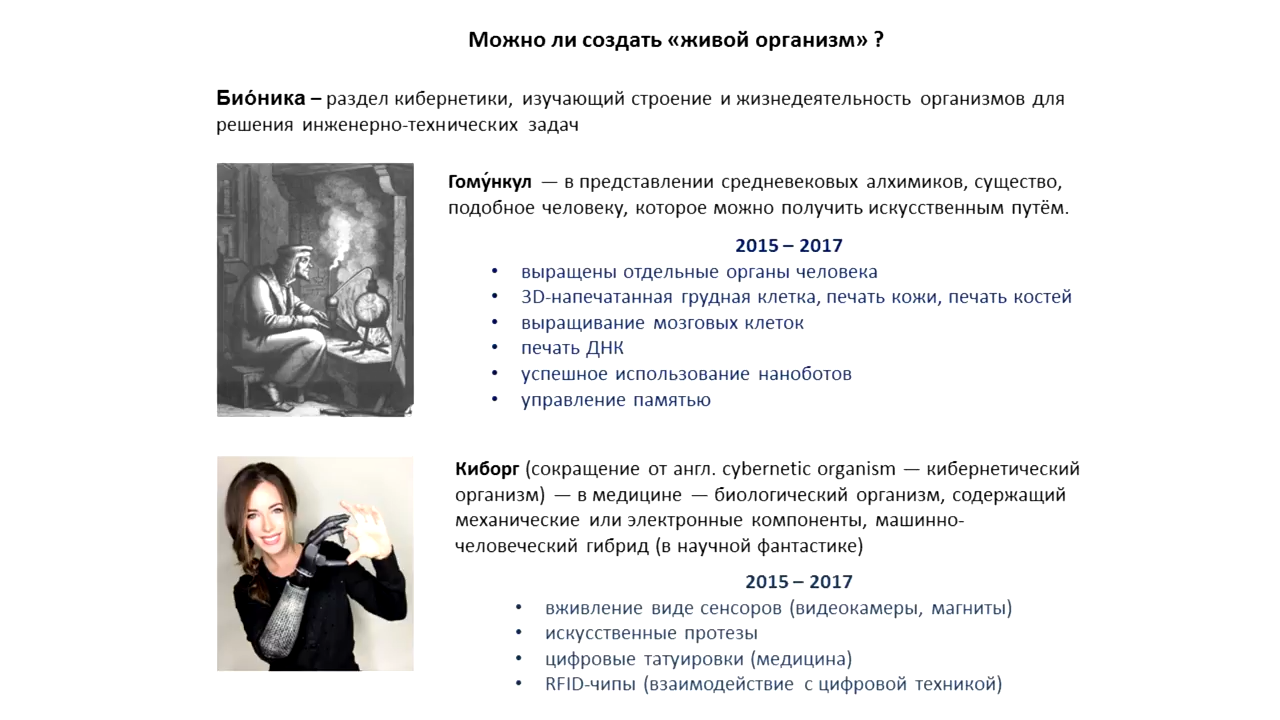 Можно ли создать «живой организм» ?
Био́ника – раздел кибернетики, изучающий строение и жизнедеятельность организмов для
решения инженерно-технических задач
Гому́нкул — в представлении средневековых алхимиков, существо,
подобное человеку, которое можно получить искусственным путём.
2015 – 2017
• выращены отдельные органы человека
• 3D-напечатанная грудная клетка, печать кожи, печать костей
• выращивание мозговых клеток
• печать ДНК
• успешное использование наноботов
• управление памятью
Киборг (сокращение от англ. cybernetic organism — кибернетический
организм) — в медицине — биологический организм, содержащий
механические или электронные компоненты, машинно-
человеческий гибрид (в научной фантастике)
2015 – 2017
• вживление виде сенсоров (видеокамеры, магниты)
• искусственные протезы
• цифровые татуировки (медицина)
• RFID-чипы (взаимодействие с цифровой техникой)